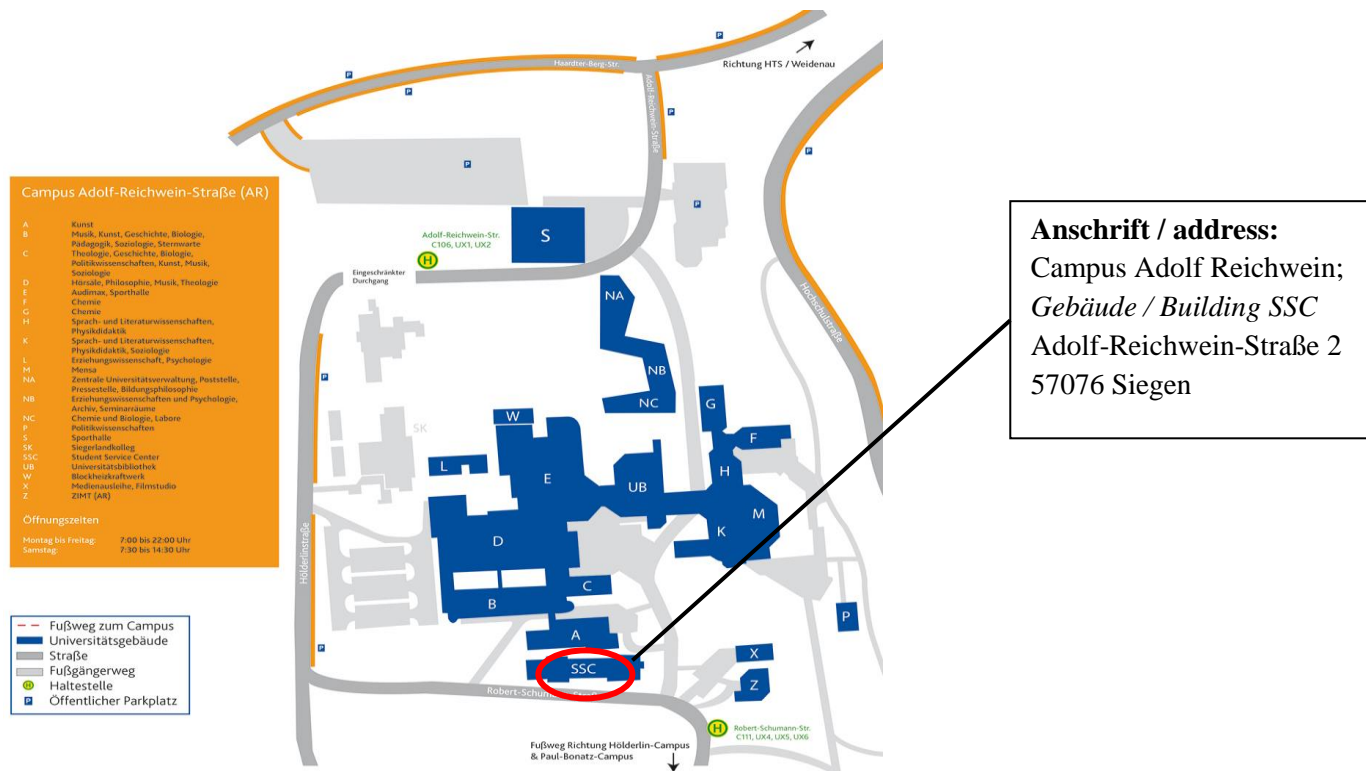 Richtung HTS / Weidenau
Haardter-Berg-Str.
Adolf-Reichwein-Straße
Hochschulstraße
P
P
P
P
P
P
P
P
P
Campus Adolf-Reichwein-Straße (AR)
A Kunst
B Musik, Kunst, Geschichte, Biologie,
Pädagogik, Soziologie, Sternwarte
C Theologie, Geschichte, Biologie,
Politikwissenschaften, Kunst, Musik,
Soziologie
D Hörsäle, Philosophie, Musik, Theologie
E Audimax, Sporthalle
F Chemie
G Chemie
H Sprach- und Literaturwissenschaften,
Physikdidaktik
K Sprach- und Literaturwissenschaften,
Physikdidaktik, Soziologie
L Erziehungswissenschaft, Psychologie
M Mensa
NA Zentrale Universitätsverwaltung, Poststelle,
Pressestelle, Bildungsphilosophie
NB Erziehungswissenschaften und Psychologie,
Archiv, Seminarräume
NC Chemie und Biologie, Labore
P Politikwissenschaften
S Sporthalle
SK Siegerlandkolleg
SSC Student Service Center
UB Universitätsbibliothek
W Blockheizkraftwerk
X Medienausleihe, Filmstudio
Z ZIMT (AR)
Öffnungszeiten
Montag bis Freitag: 7:00 bis 22:00 Uhr
Samstag: 7:30 bis 14:30 Uhr
Adolf-Reichwein-Str.
C106, UX1, UX2
H
Eingeschränkter
Durchgang
S
NA
NB
NC
G
F
W
SK
L
E
UB
H
M
K
D
C
B
A
P
SSC
X
Z
Hölderlinstraße
Robert-Schumann-Straße
H
Robert-Schumann-Str.
C111, UX4, UX5, UX6
Fußweg Richtung Hölderlin-Campus
& Paul-Bonatz-Campus
Fußweg zum Campus
Universitätsgebäude
Straße
Fußgängerweg
H Haltestelle
P Öffentlicher Parkplatz
Anschrift / address:
Campus Adolf Reichwein;
Gebäude / Building SSC
Adolf-Reichwein-Straße 2
57076 Siegen